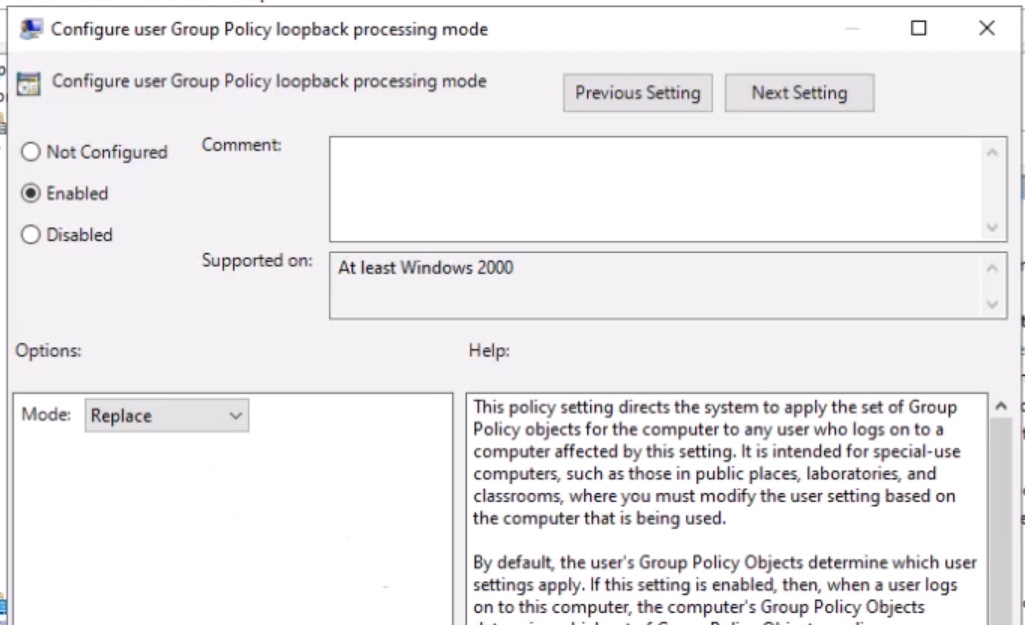 Configure user Group Policy loopback processing mode
Configure user Group Policy loopback processing mode
Previous Setting
Next Setting
Not Configured
Enabled
Disabled
Comment:
Supported on:
At least Windows 2000
Options:
Help:
Mode:
Replace
This policy setting directs the system to apply the set of Group
Policy objects for the computer to any user who logs on to a
computer affected by this setting. It is intended for special-use
computers, such as those in public places, laboratories, and
classrooms, where you must modify the user setting based on
the computer that is being used.
By default, the user's Group Policy Objects determine which user
settings apply. If this setting is enabled, then, when a user logs
on to this computer, the computer's Group Policy Objects